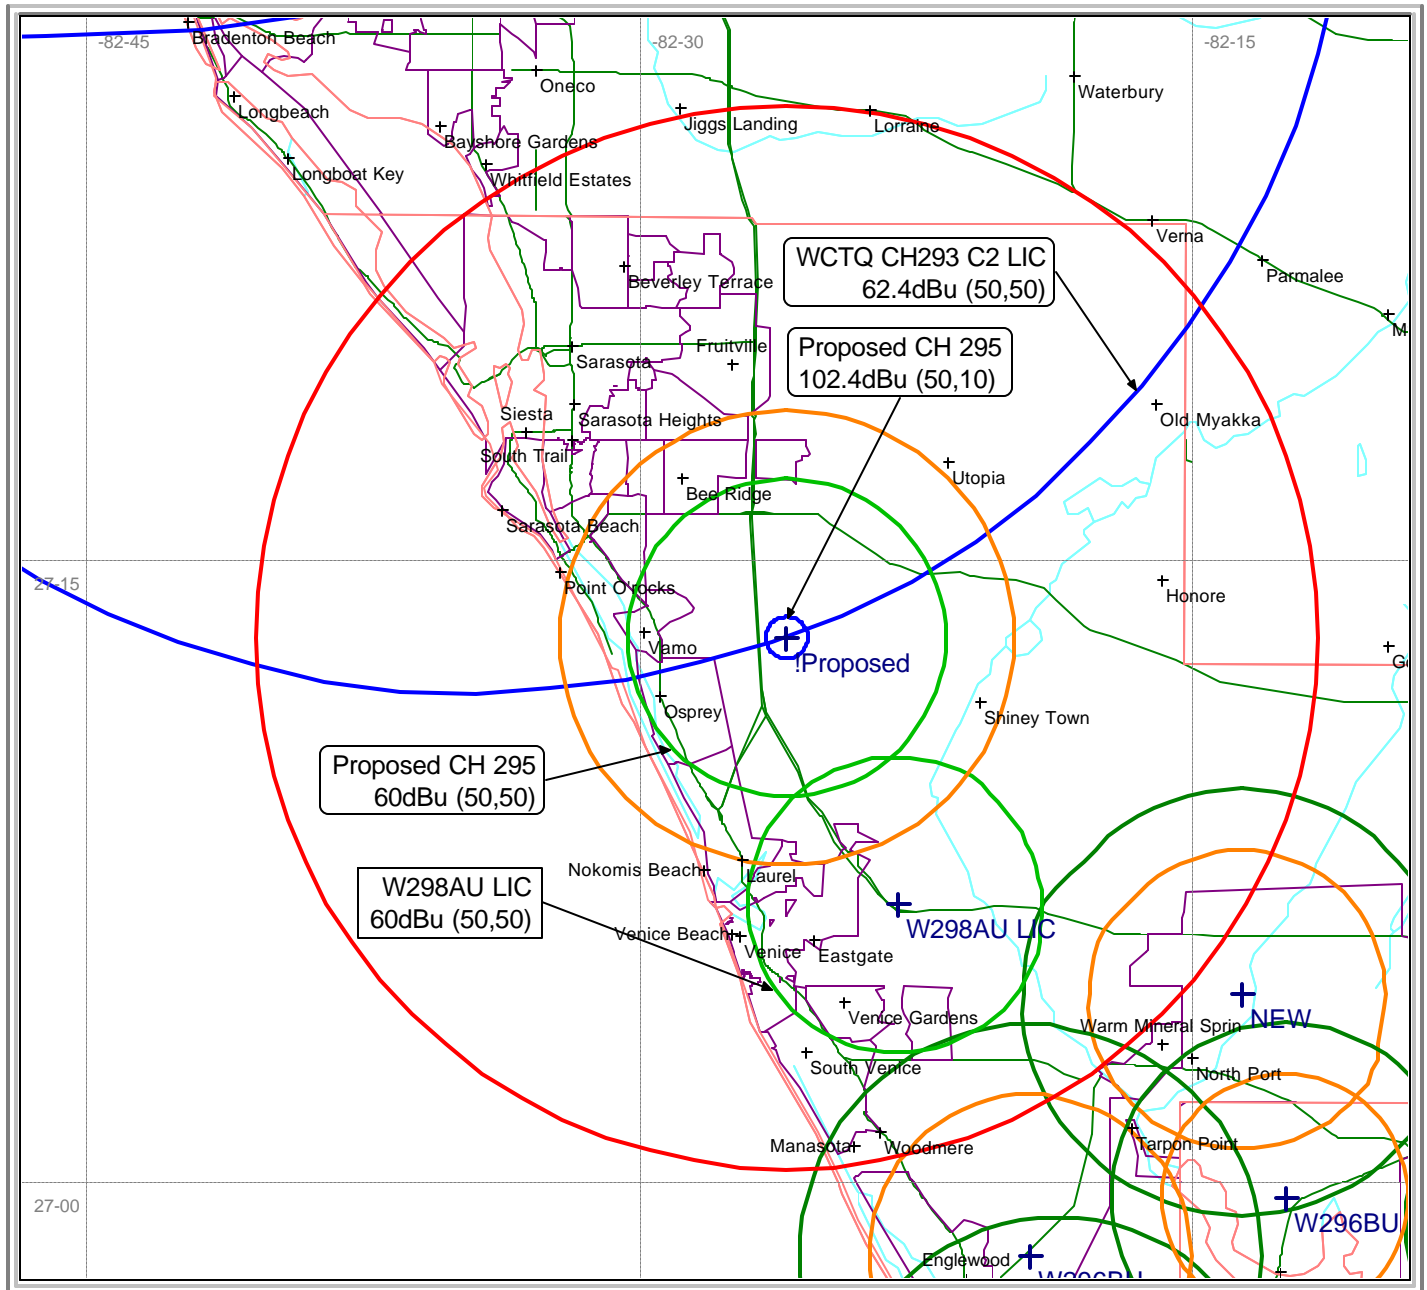 -82-45
-82-30
-82-15
Bradenton Beach
Oneco
Waterbury
Longbeach
Jiggs Landing
Lorraine
Bayshore Gardens
Longboat Key
Whitfield Estates
Verna
WCTQ CH293 C2 LIC
62.4dBu (50,50)
Parmalee
Beverley Terrace
M
Proposed CH 295
102.4dBu (50,10)
Fruitville
Sarasota
Siesta
Sarasota Heights
Old Myakka
South Trail
Utopia
Bee Ridge
Sarasota Beach
27-15
Point O'rocks
Honore
Vamo
!Proposed
Osprey
Shiney Town
Proposed CH 295
60dBu (50,50)
Nokomis Beach
Laurel
W298AU LIC
60dBu (50,50)
W298AU LIC
Venice Beach
Venice
Eastgate
Venice Gardens
NEW
Warm Mineral Sprin
South Venice
North Port
Manasota
Woodmere
Tarpon Point
27-00
W296BU
Englewood